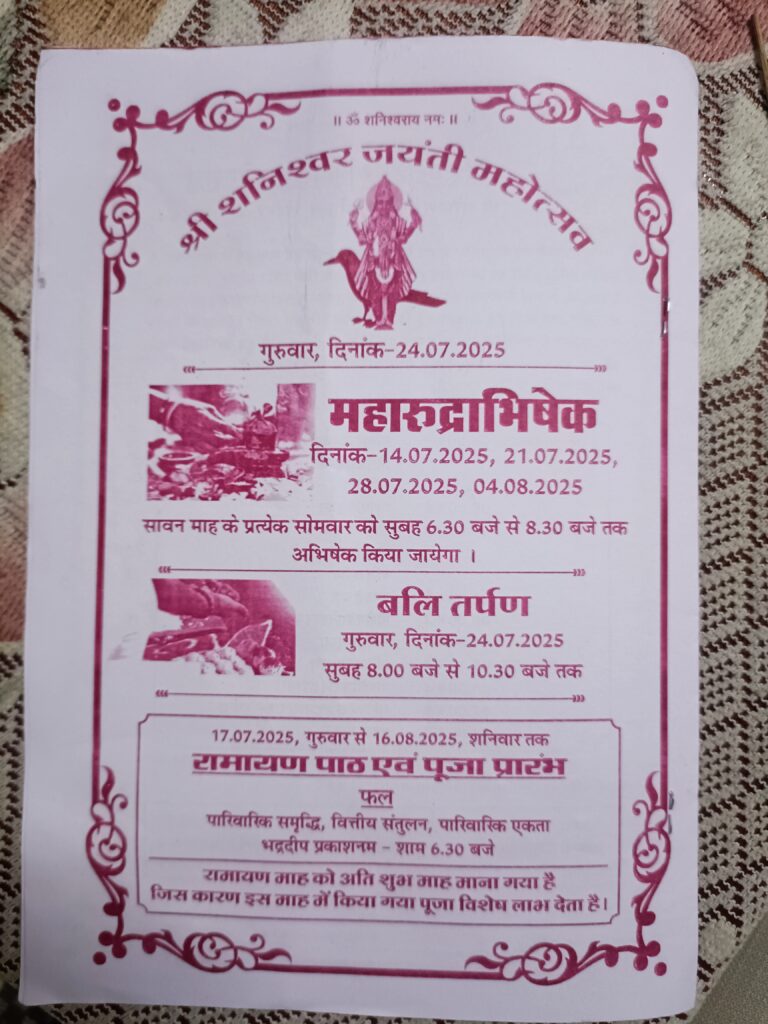 ॥ ॐ शनिश्वराय नमः ॥
श्री शनिश्वर जयंती महोत्सव
गुरुवार, दिनांक-24.07.2025
महारुद्राभिषेक
दिनांक-14.07.2025, 21.07.2025,
28.07.2025, 04.08.2025
सावन माह के प्रत्येक सोमवार को सुबह 6.30 बजे से 8.30 बजे तक
अभिषेक किया जायेगा ।
बलि तर्पण
गुरुवार, दिनांक-24.07.2025
सुबह 8.00 बजे से 10.30 बजे तक
17.07.2025, गुरुवार से 16.08.2025, शनिवार तक
रामायण पाठ एवं पूजा प्रारंभ
फल
पारिवारिक समृद्धि, वित्तीय संतुलन, पारिवारिक एकता
भद्रदीप प्रकाशनम - शाम 6.30 बजे
रामायण माह को अति शुभ माह माना गया है
जिस कारण इस माह में किया गया पूजा विशेष लाभ देता है।